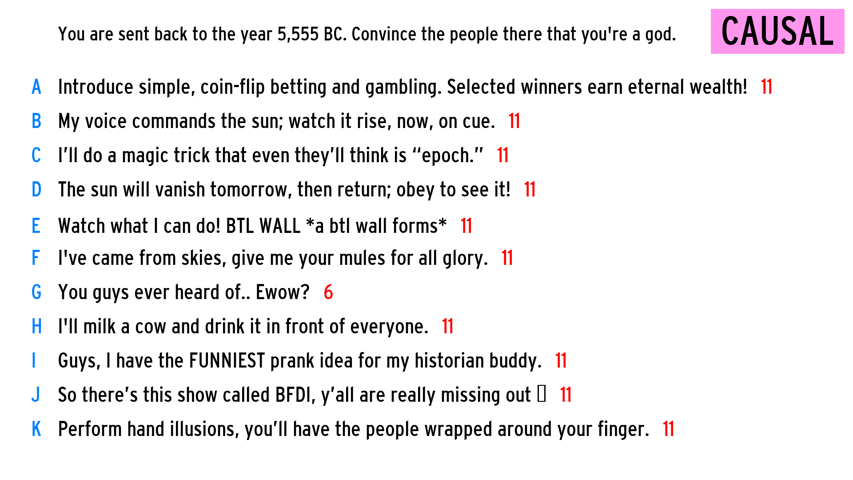 You are sent back to the year 5,555 BC. Convince the people there that you're a god.
CAUSAL
A Introduce simple, coin-flip betting and gambling. Selected winners earn eternal wealth! 11
B My voice commands the sun; watch it rise, now, on cue. 11
C I’ll do a magic trick that even they’ll think is “epoch.” 11
D The sun will vanish tomorrow, then return; obey to see it! 11
E Watch what I can do! BTL WALL *a btl wall forms* 11
F I've came from skies, give me your mules for all glory. 11
G You guys ever heard of.. Ewow? 6
H I'll milk a cow and drink it in front of everyone. 11
I Guys, I have the FUNNIEST prank idea for my historian buddy. 11
J So there’s this show called BFDI, y’all are really missing out ▯ 11
K Perform hand illusions, you’ll have the people wrapped around your finger. 11